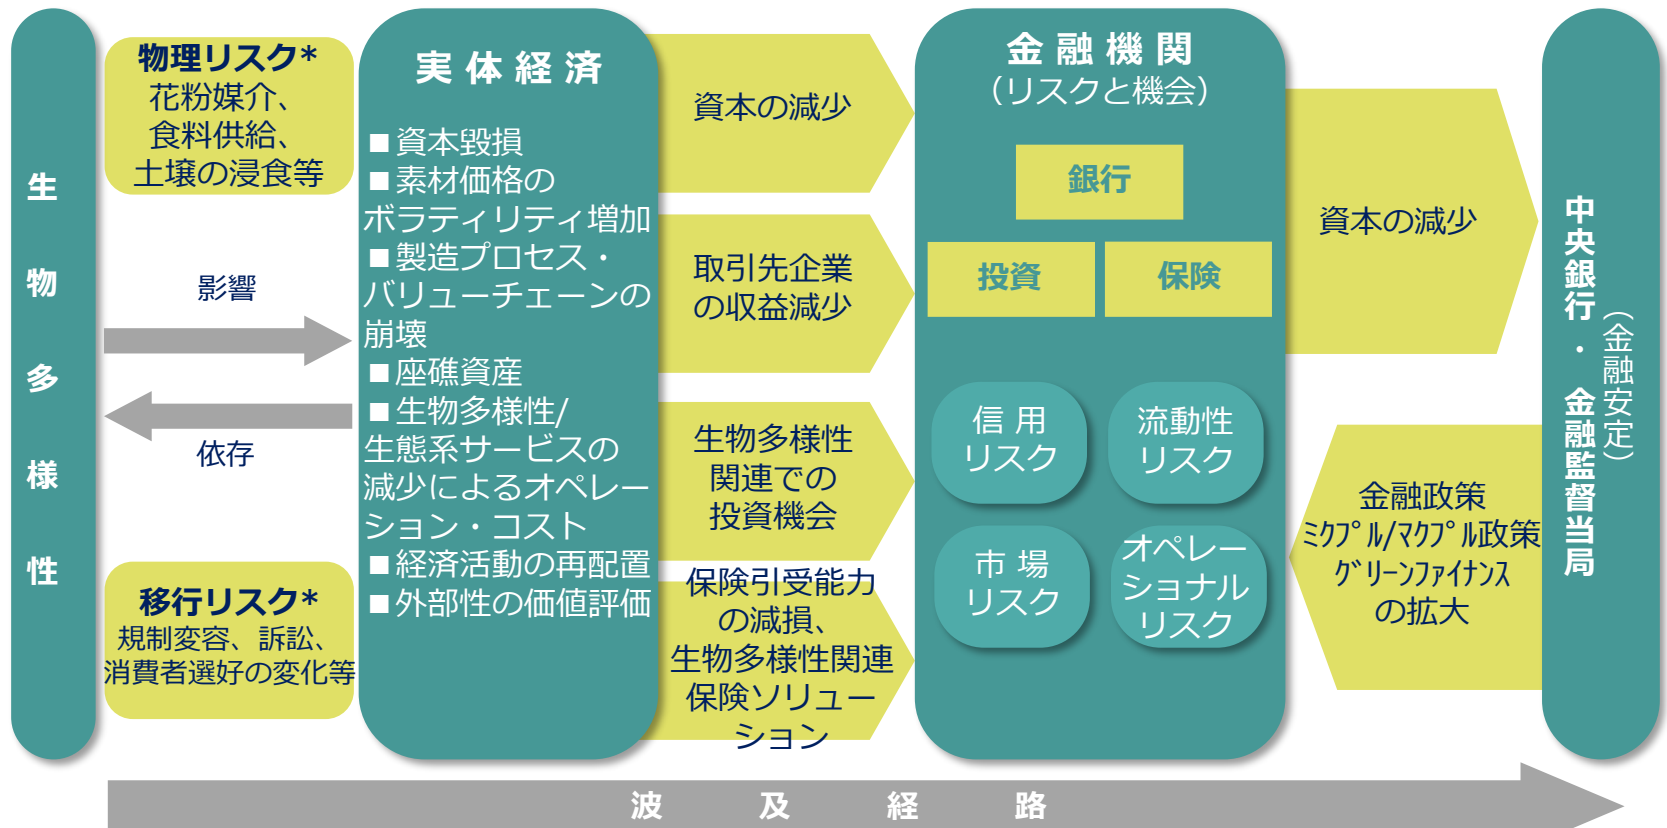 生物多様性
物理リスク*
花粉媒介、
食料供給、
土壌の浸食等
影響
依存
移行リスク*
規制変容、訴訟、
消費者選好の変化等
実体経済
■資本毀損
■素材価格の
ボラティリティ増加
■製造プロセス・
バリューチェーンの
崩壊
■座礁資産
■生物多様性/
生態系サービスの
減少によるオペレー
ション・コスト
■経済活動の再配置
■外部性の価値評価
資本の減少
取引先企業
の収益減少
生物多様性
関連での
投資機会
保険引受能力
の減損、
生物多様性関連
保険ソリュー
ション
金融機関
（リスクと機会）
銀行
投資
保険
信用
リスク
流動性
リスク
市場
リスク
オペレー
ショナル
リスク
資本の減少
金融政策
ﾐｸﾌﾟﾙ/ﾏｸﾌﾟﾙ政策
ｸﾞﾘｰﾝﾌｧｲﾅﾝｽ
の拡大
中央銀行・金融監督当局
（金融安定）
波及経路